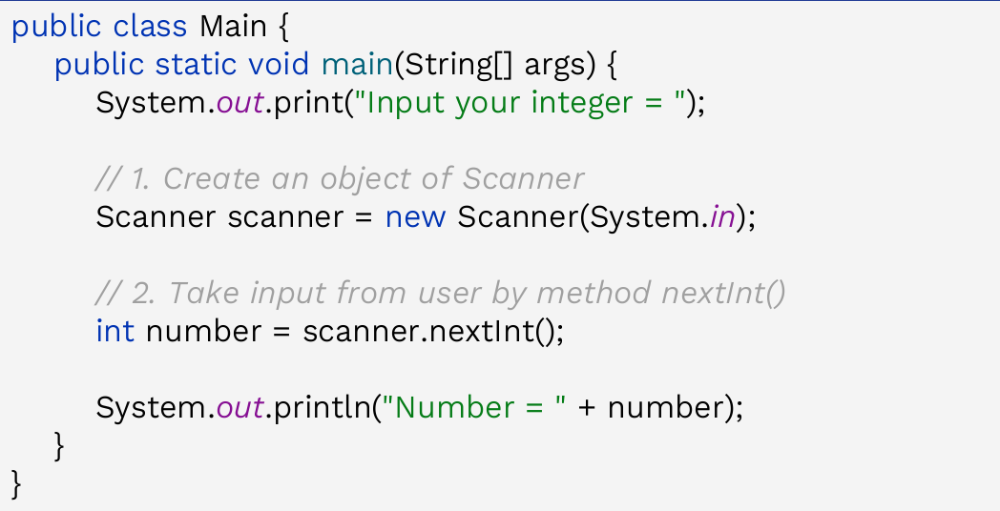 public class Main {
public static void main(String[] args) {
System.out.print("Input your integer = ");
// 1. Create an object of Scanner
Scanner scanner = new Scanner(System.in);
// 2. Take input from user by method nextInt()
int number = scanner.nextInt();
System.out.println("Number = " + number);
}
}